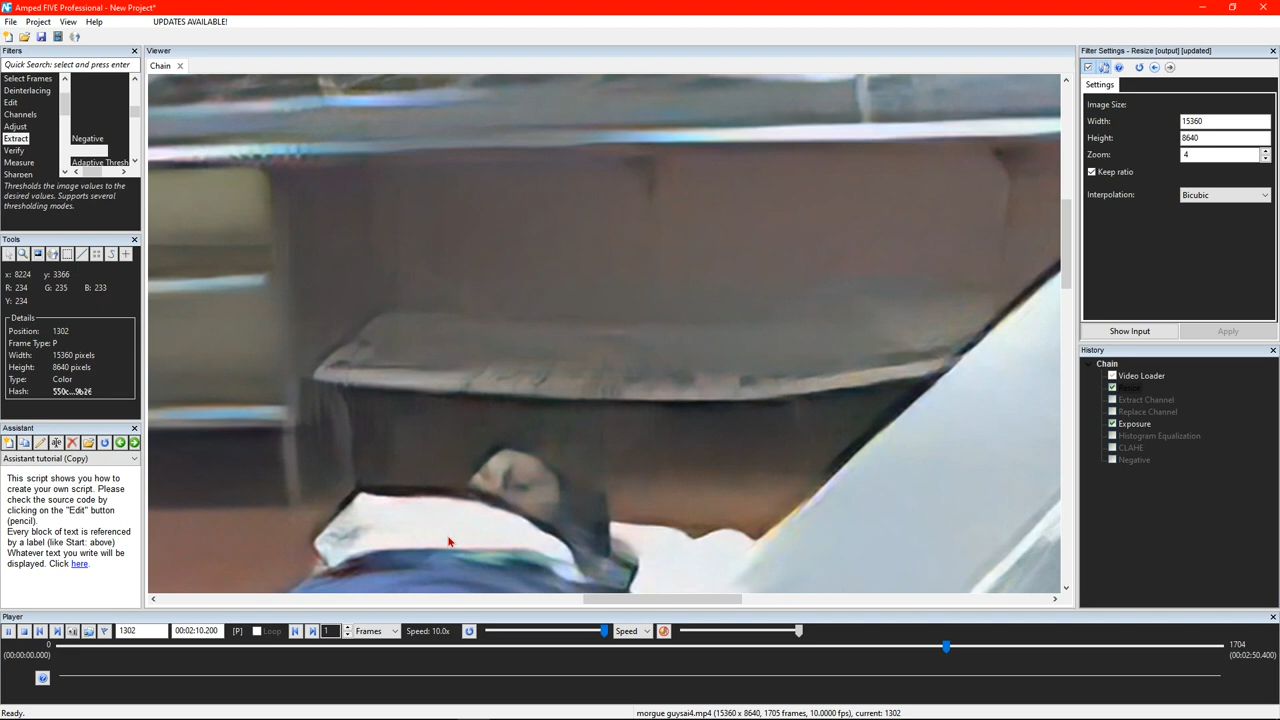 Amped FIVE Professional - New Project*
File Project View Help UPDATES AVAILABLE!
Filters
Quick Search: select and press enter
Select Frames
Deinterlacing
Edit
Channels
Adjust
Extract
Negative
Verify
Measure
Adaptive Thresh
Sharpen
Thresholds the image values to the
desired values. Supports several
thresholding modes.
Tools
x: 8224 y: 3366
R: 234 G: 235 B: 233
Y: 234
Details
Position: 1302
Frame Type: P
Width: 15360 pixels
Height: 8640 pixels
Type: Color
Hash:
Assistant
Assistant tutorial (Copy)
This script shows you how to
create your own script. Please
check the source code by
clicking on the "Edit" button
(pencil).
Every block of text is referenced
by a label (like Start: above)
Whatever text you write will be
displayed. Click here.
Viewer
Chain
Filter Settings - Resize [output] [updated]
Settings
Image Size:
Width: 15360
Height: 8640
Zoom: 4
Keep ratio
Interpolation: Bicubic
Show Input Apply
History
Chain
Video Loader
Resize
Extract Channel
Replace Channel
Exposure
Histogram Equalization
CLAHE
Negative
Player
1302 00:02:10.200 [P] Loop 1 Frames Speed: 10.0x Speed
0 1704
(00:00:00.000) (00:02:50.400)
Ready. morgue guysai4.mp4 (15360 x 8640, 1705 frames, 10.0000 fps), current: 1302